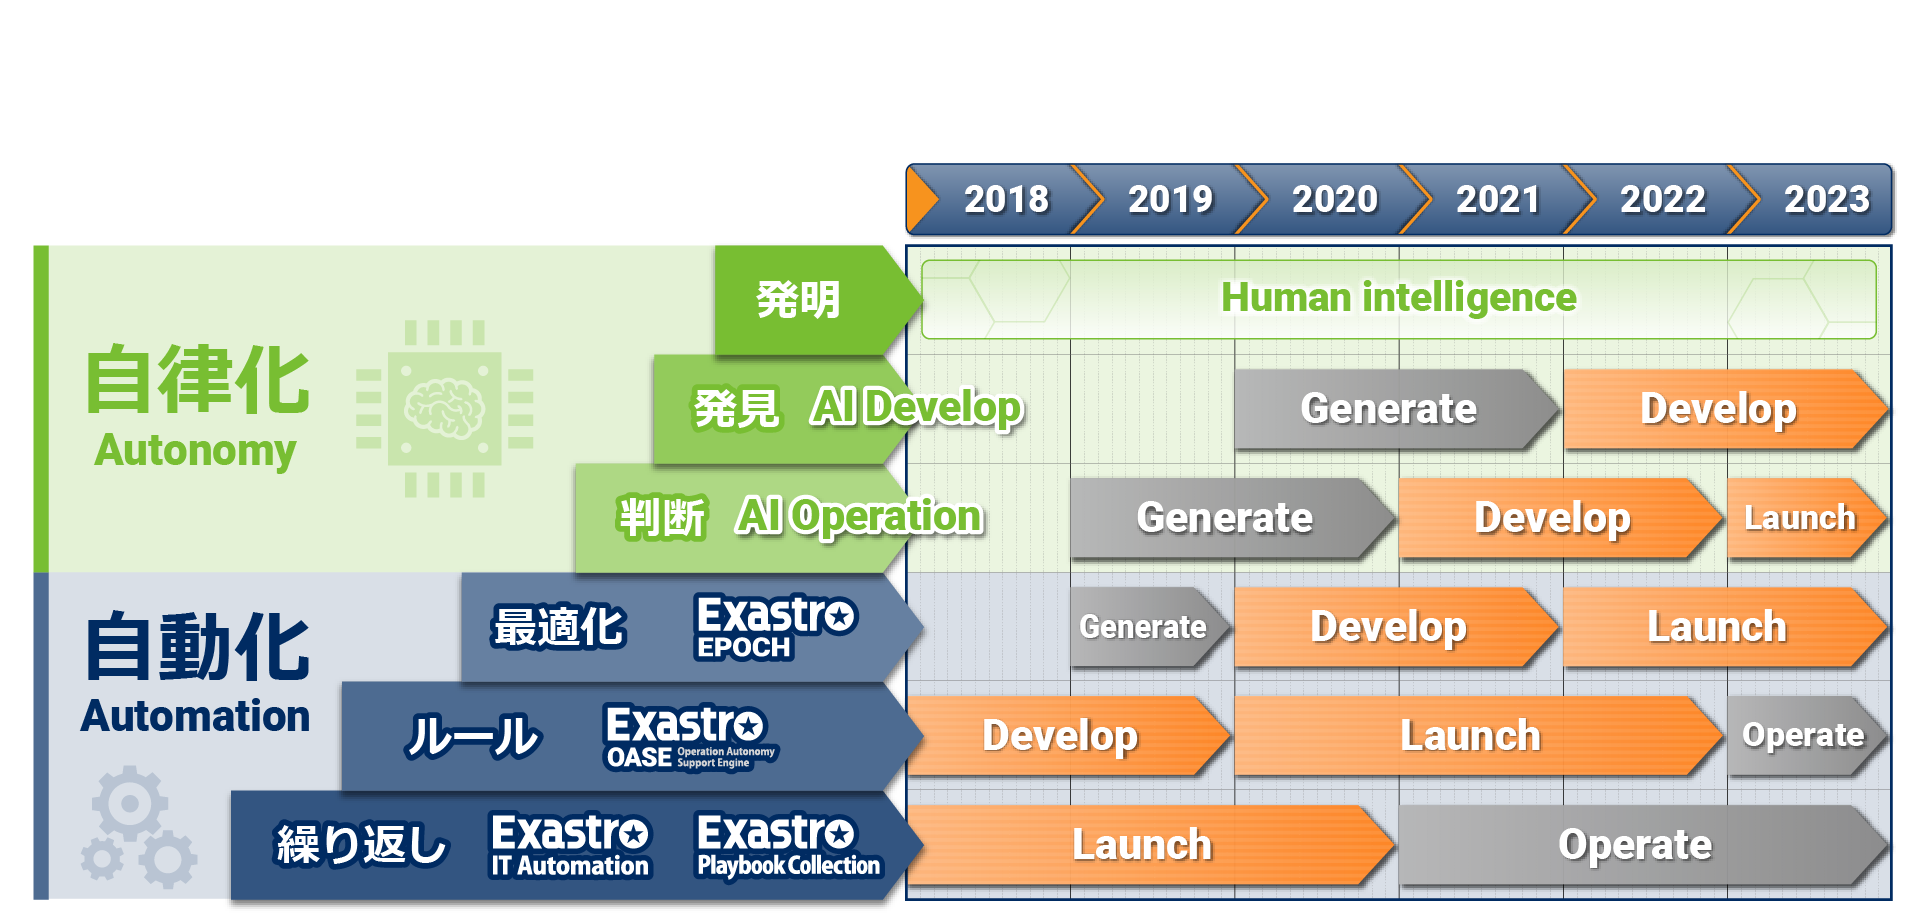 2018 2019 2020 2021 2022 2023
自律化
Autonomy
発明
Human intelligence
発見 AI Develop
Generate Develop
判断 AI Operation
Generate Develop Launch
自動化
Automation
最適化
Exastro
EPOCH
Generate Develop Launch
ルール
Exastro
OASE Operation Autonomy
Support Engine
Develop Launch Operate
繰り返し
Exastro
IT Automation
Exastro
Playbook Collection
Launch Operate